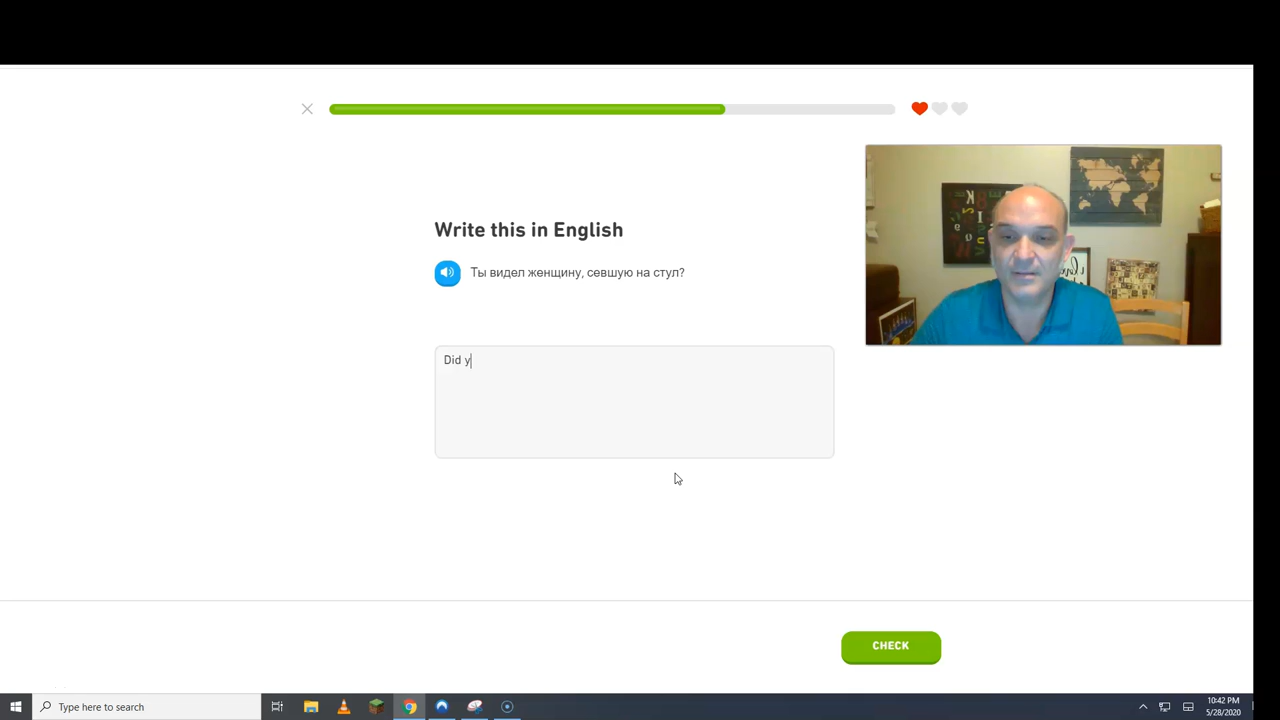 Write this in English
Ты видел женщину, севшую на стул?
Did y
CHECK
Type here to search
10:42 PM
5/28/2020